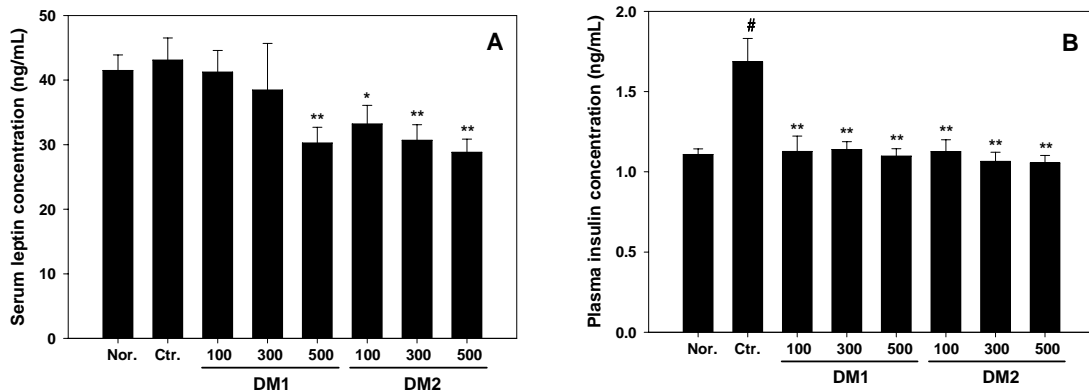 A
Serum leptin concentration (ng/mL)
50
40
30
20
10
0
**
*
**
**
Nor. Ctr. 100 300 500 100 300 500
DM1 DM2
B
Plasma insulin concentration (ng/mL)
2.0
1.5
1.0
0.5
0.0
#
**
**
**
**
**
**
Nor. Ctr. 100 300 500 100 300 500
DM1 DM2